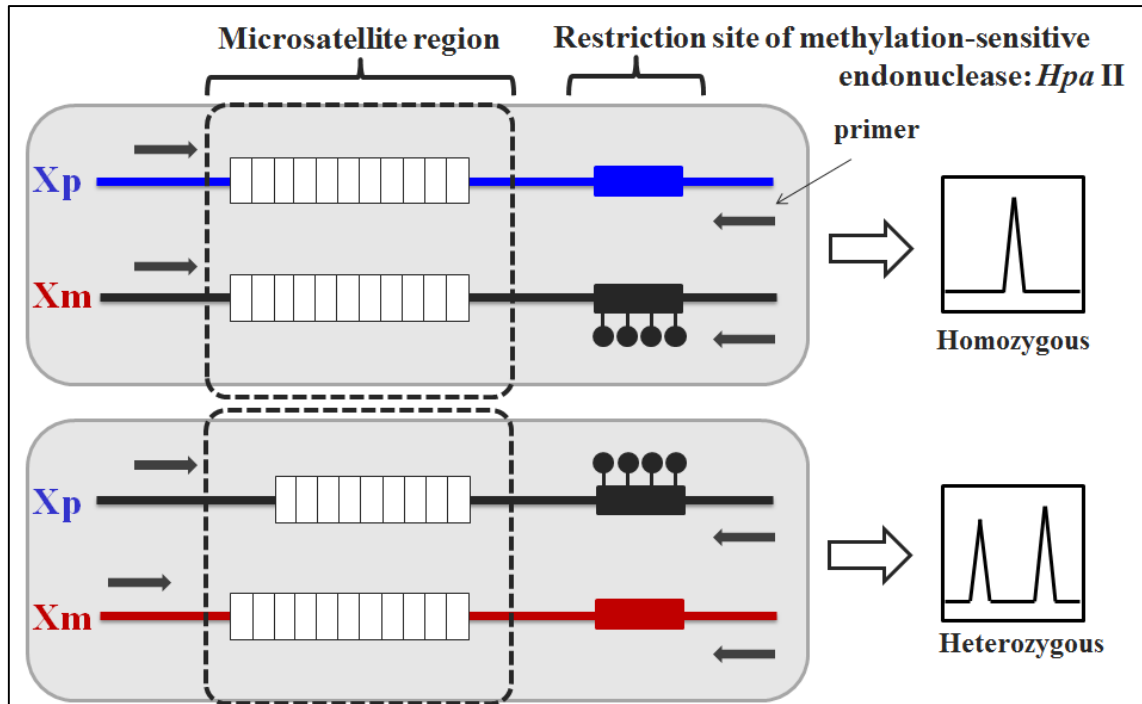 Microsatellite region
Restriction site of methylation-sensitive
endonuclease: Hpa II
primer
Xp
Xm
Homozygous
Xp
Xm
Heterozygous